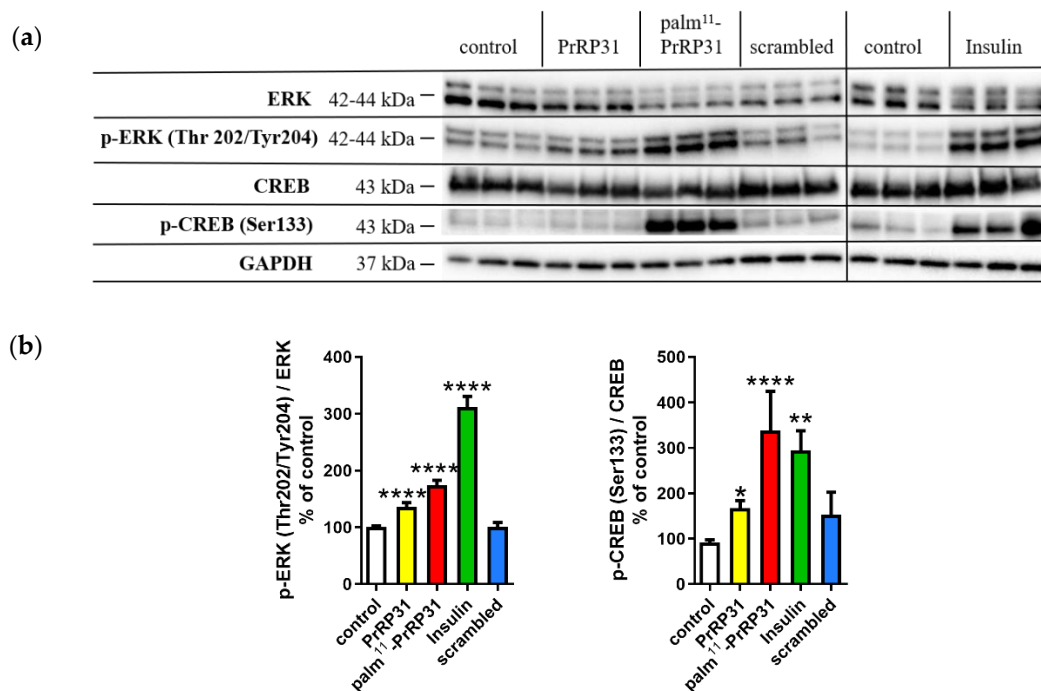 (a)
control PrRP31 palm¹¹-
PrRP31 scrambled control Insulin
ERK 42-44 kDa
p-ERK (Thr 202/Tyr204) 42-44 kDa
CREB 43 kDa
p-CREB (Ser133) 43 kDa
GAPDH 37 kDa
(b)
p-ERK (Thr202/Tyr204) / ERK
% of control
400
300
200
100
0
****
****
****
control
PrRP31
palm¹¹-PrRP31
Insulin
scrambled
p-CREB (Ser133) / CREB
% of control
500
400
300
200
100
0
*
****
**
control
PrRP31
palm¹¹-PrRP31
Insulin
scrambled